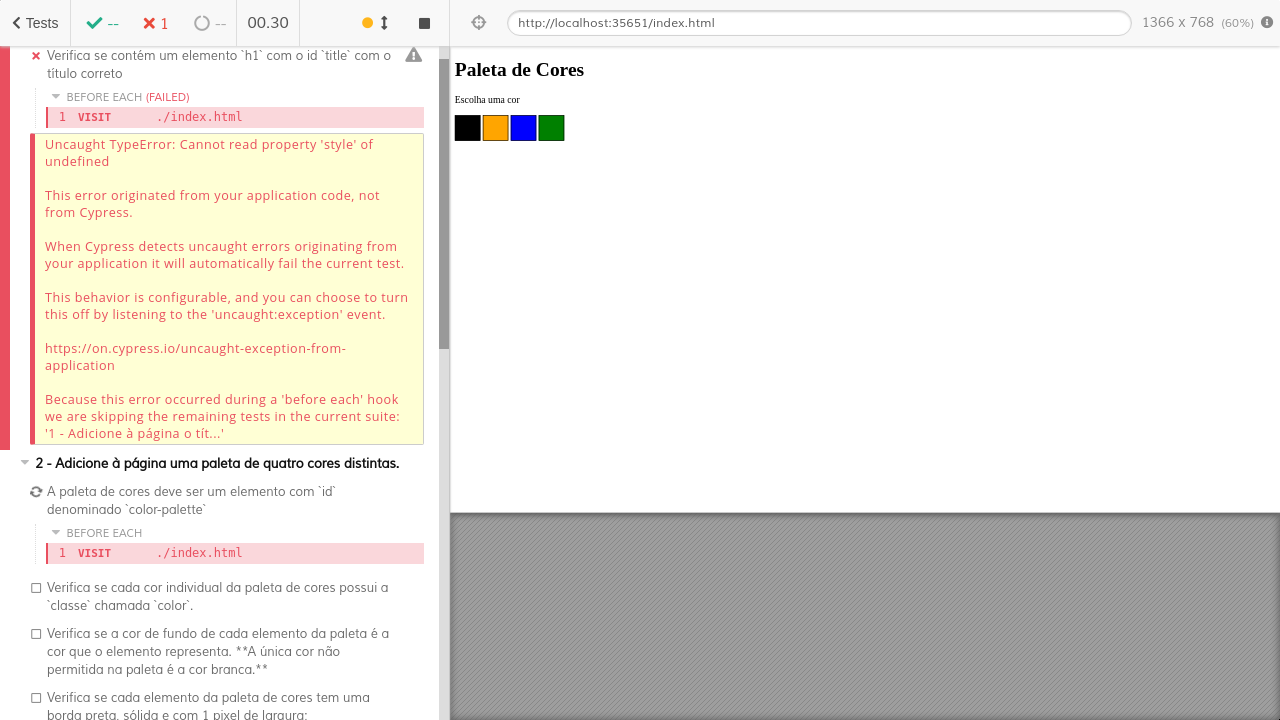 Tests
--
1
--
00.30
http://localhost:35651/index.html
1366 x 768 (60%)
Verifica se contém um elemento `h1` com o id `title` com o
título correto
BEFORE EACH (FAILED)
1 VISIT ./index.html
Uncaught TypeError: Cannot read property 'style' of
undefined
This error originated from your application code, not
from Cypress.
When Cypress detects uncaught errors originating from
your application it will automatically fail the current test.
This behavior is configurable, and you can choose to turn
this off by listening to the 'uncaught:exception' event.
https://on.cypress.io/uncaught-exception-from-
application
Because this error occurred during a 'before each' hook
we are skipping the remaining tests in the current suite:
'1 - Adicione à página o tít...'
2 - Adicione à página uma paleta de quatro cores distintas.
A paleta de cores deve ser um elemento com `id`
denominado `color-palette`
BEFORE EACH
1 VISIT ./index.html
Verifica se cada cor individual da paleta de cores possui a
`classe` chamada `color`.
Verifica se a cor de fundo de cada elemento da paleta é a
cor que o elemento representa. **A única cor não
permitida na paleta é a cor branca.**
Verifica se cada elemento da paleta de cores tem uma
borda preta, sólida e com 1 pixel de largura;
Paleta de Cores
Escolha uma cor